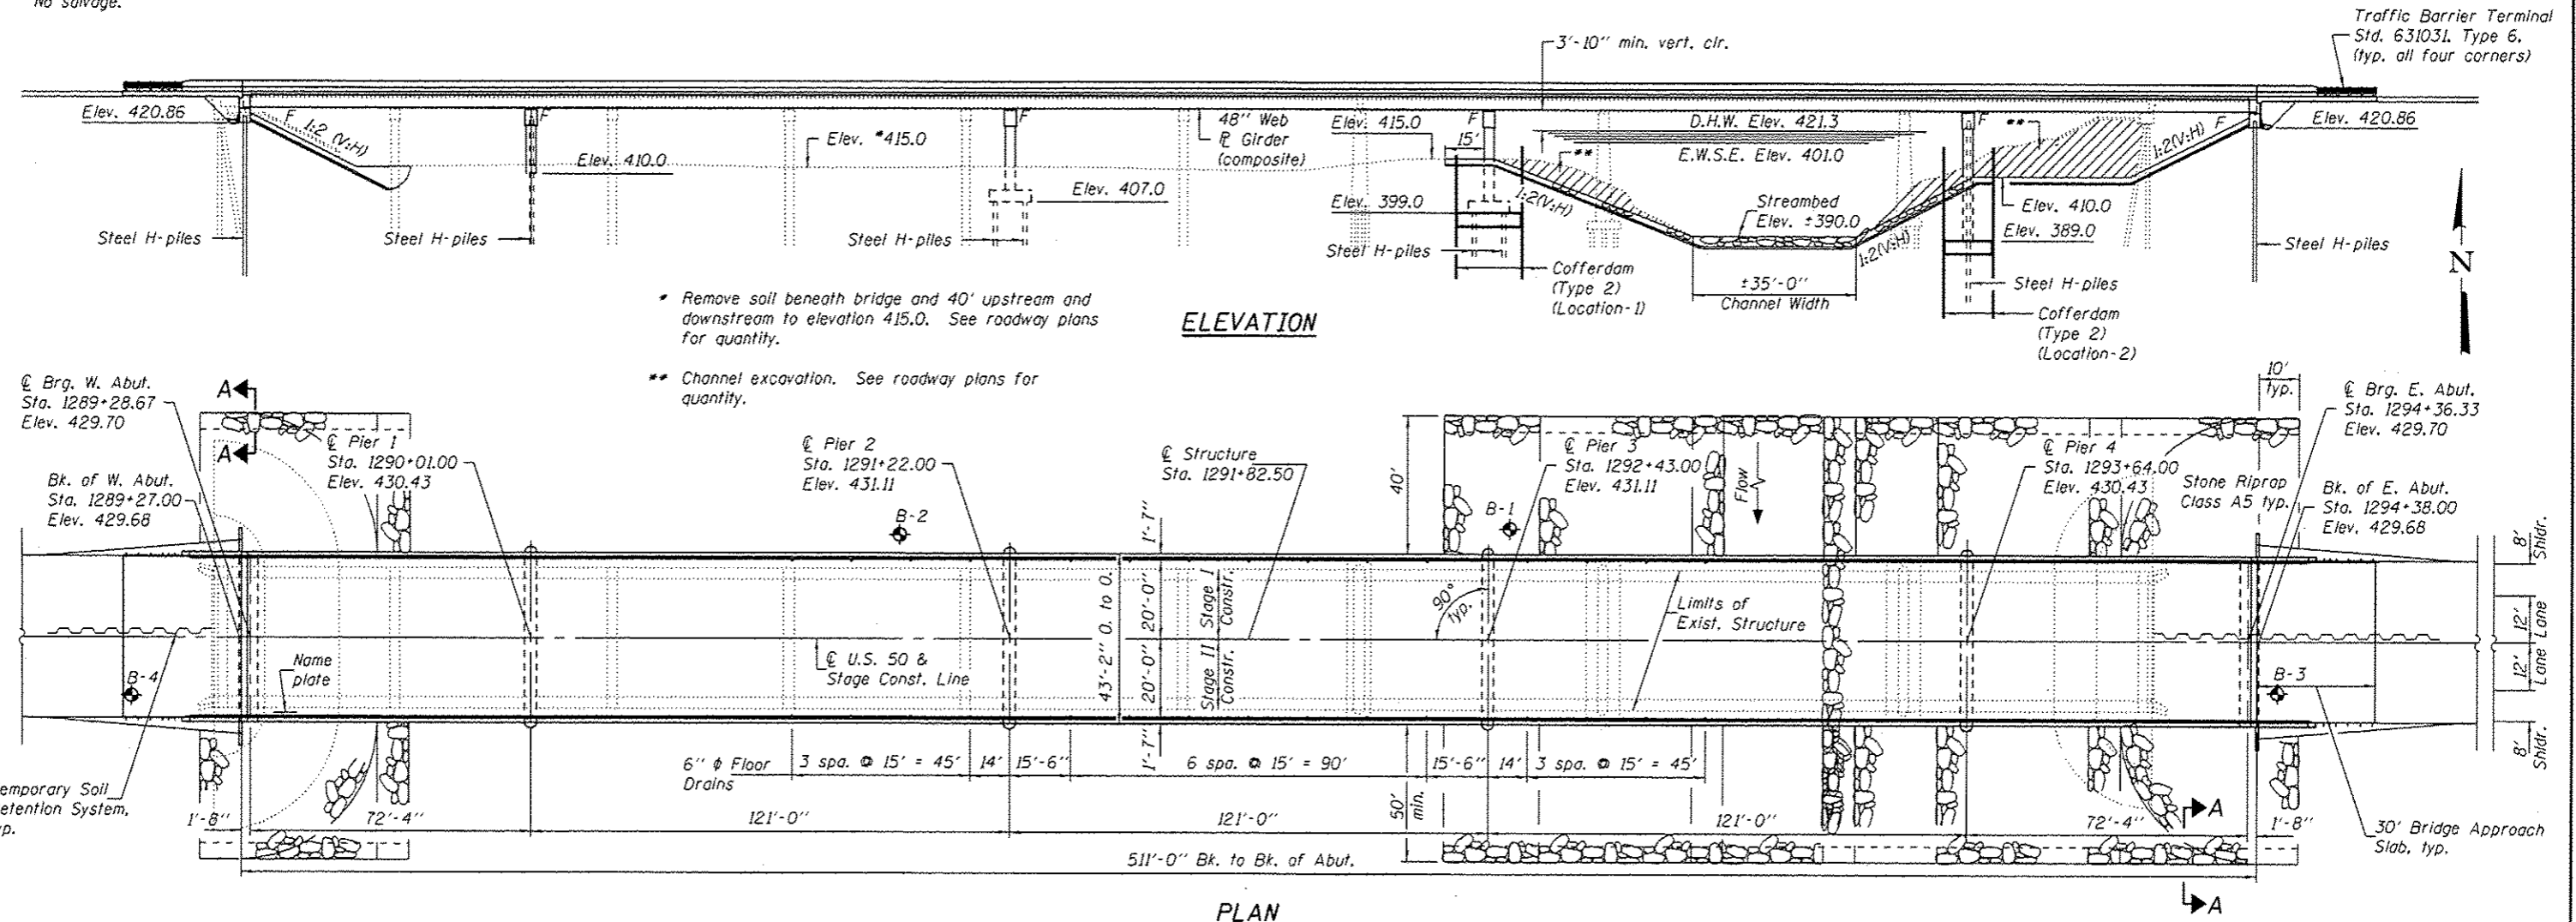 No salvage.
Traffic Barrier Terminal
Std. 631031. Type 6.
(typ. all four corners)
3'-10" min. vert. clr.
Elev. 420.86
F
1:2 (V:H)
F
Elev. 410.0
Elev. *415.0
F
Elev. 407.0
48" Web
℄ Girder
(composite)
Elev. 415.0
15'
F
D.H.W. Elev. 421.3
E.W.S.E. Elev. 401.0
**
F
**
1:2(V:H)
F
Elev. 420.86
Elev. 399.0
1:2(V:H)
Streambed
Elev. ±390.0
1:2(V:H)
Elev. 410.0
Elev. 389.0
Steel H-piles
Steel H-piles
Steel H-piles
Steel H-piles
Steel H-piles
Steel H-piles
Cofferdam
(Type 2)
(Location-1)
±35'-0"
Channel Width
Cofferdam
(Type 2)
(Location-2)
N
* Remove soil beneath bridge and 40' upstream and
downstream to elevation 415.0. See roadway plans
for quantity.
ELEVATION
** Channel excavation. See roadway plans for
quantity.
℄ Brg. W. Abut.
Sta. 1289+28.67
Elev. 429.70
A
A
Bk. of W. Abut.
Sta. 1289+27.00
Elev. 429.68
℄ Pier 1
Sta. 1290+01.00
Elev. 430.43
℄ Pier 2
Sta. 1291+22.00
Elev. 431.11
℄ Structure
Sta. 1291+82.50
℄ Pier 3
Sta. 1292+43.00
Elev. 431.11
℄ Pier 4
Sta. 1293+64.00
Elev. 430.43
10'
typ.
℄ Brg. E. Abut.
Sta. 1294+36.33
Elev. 429.70
Stone Riprap
Class A5 typ.
Bk. of E. Abut.
Sta. 1294+38.00
Elev. 429.68
40'
Flow
B-2
B-1
1'-7"
43'-2" O. to O.
20'-0"
20'-0"
Stage I
Constr.
Stage II
Constr.
1'-7"
90°
typ.
Limits of
Exist. Structure
℄ U.S. 50 &
Stage Const. Line
Name
plate
B-4
B-3
8'
Shldr.
12'
Lane
12'
Lane
8'
Shldr.
6" ϕ Floor
Drains
3 spa. @ 15' = 45'
14'
15'-6"
6 spa. @ 15' = 90'
15'-6"
14'
3 spa. @ 15' = 45'
50'
min.
emporary Soil
etention System,
yp.
1'-8"
72'-4"
121'-0"
121'-0"
121'-0"
72'-4"
1'-8"
A
A
30' Bridge Approach
Slab, typ.
511'-0" Bk. to Bk. of Abut.
PLAN